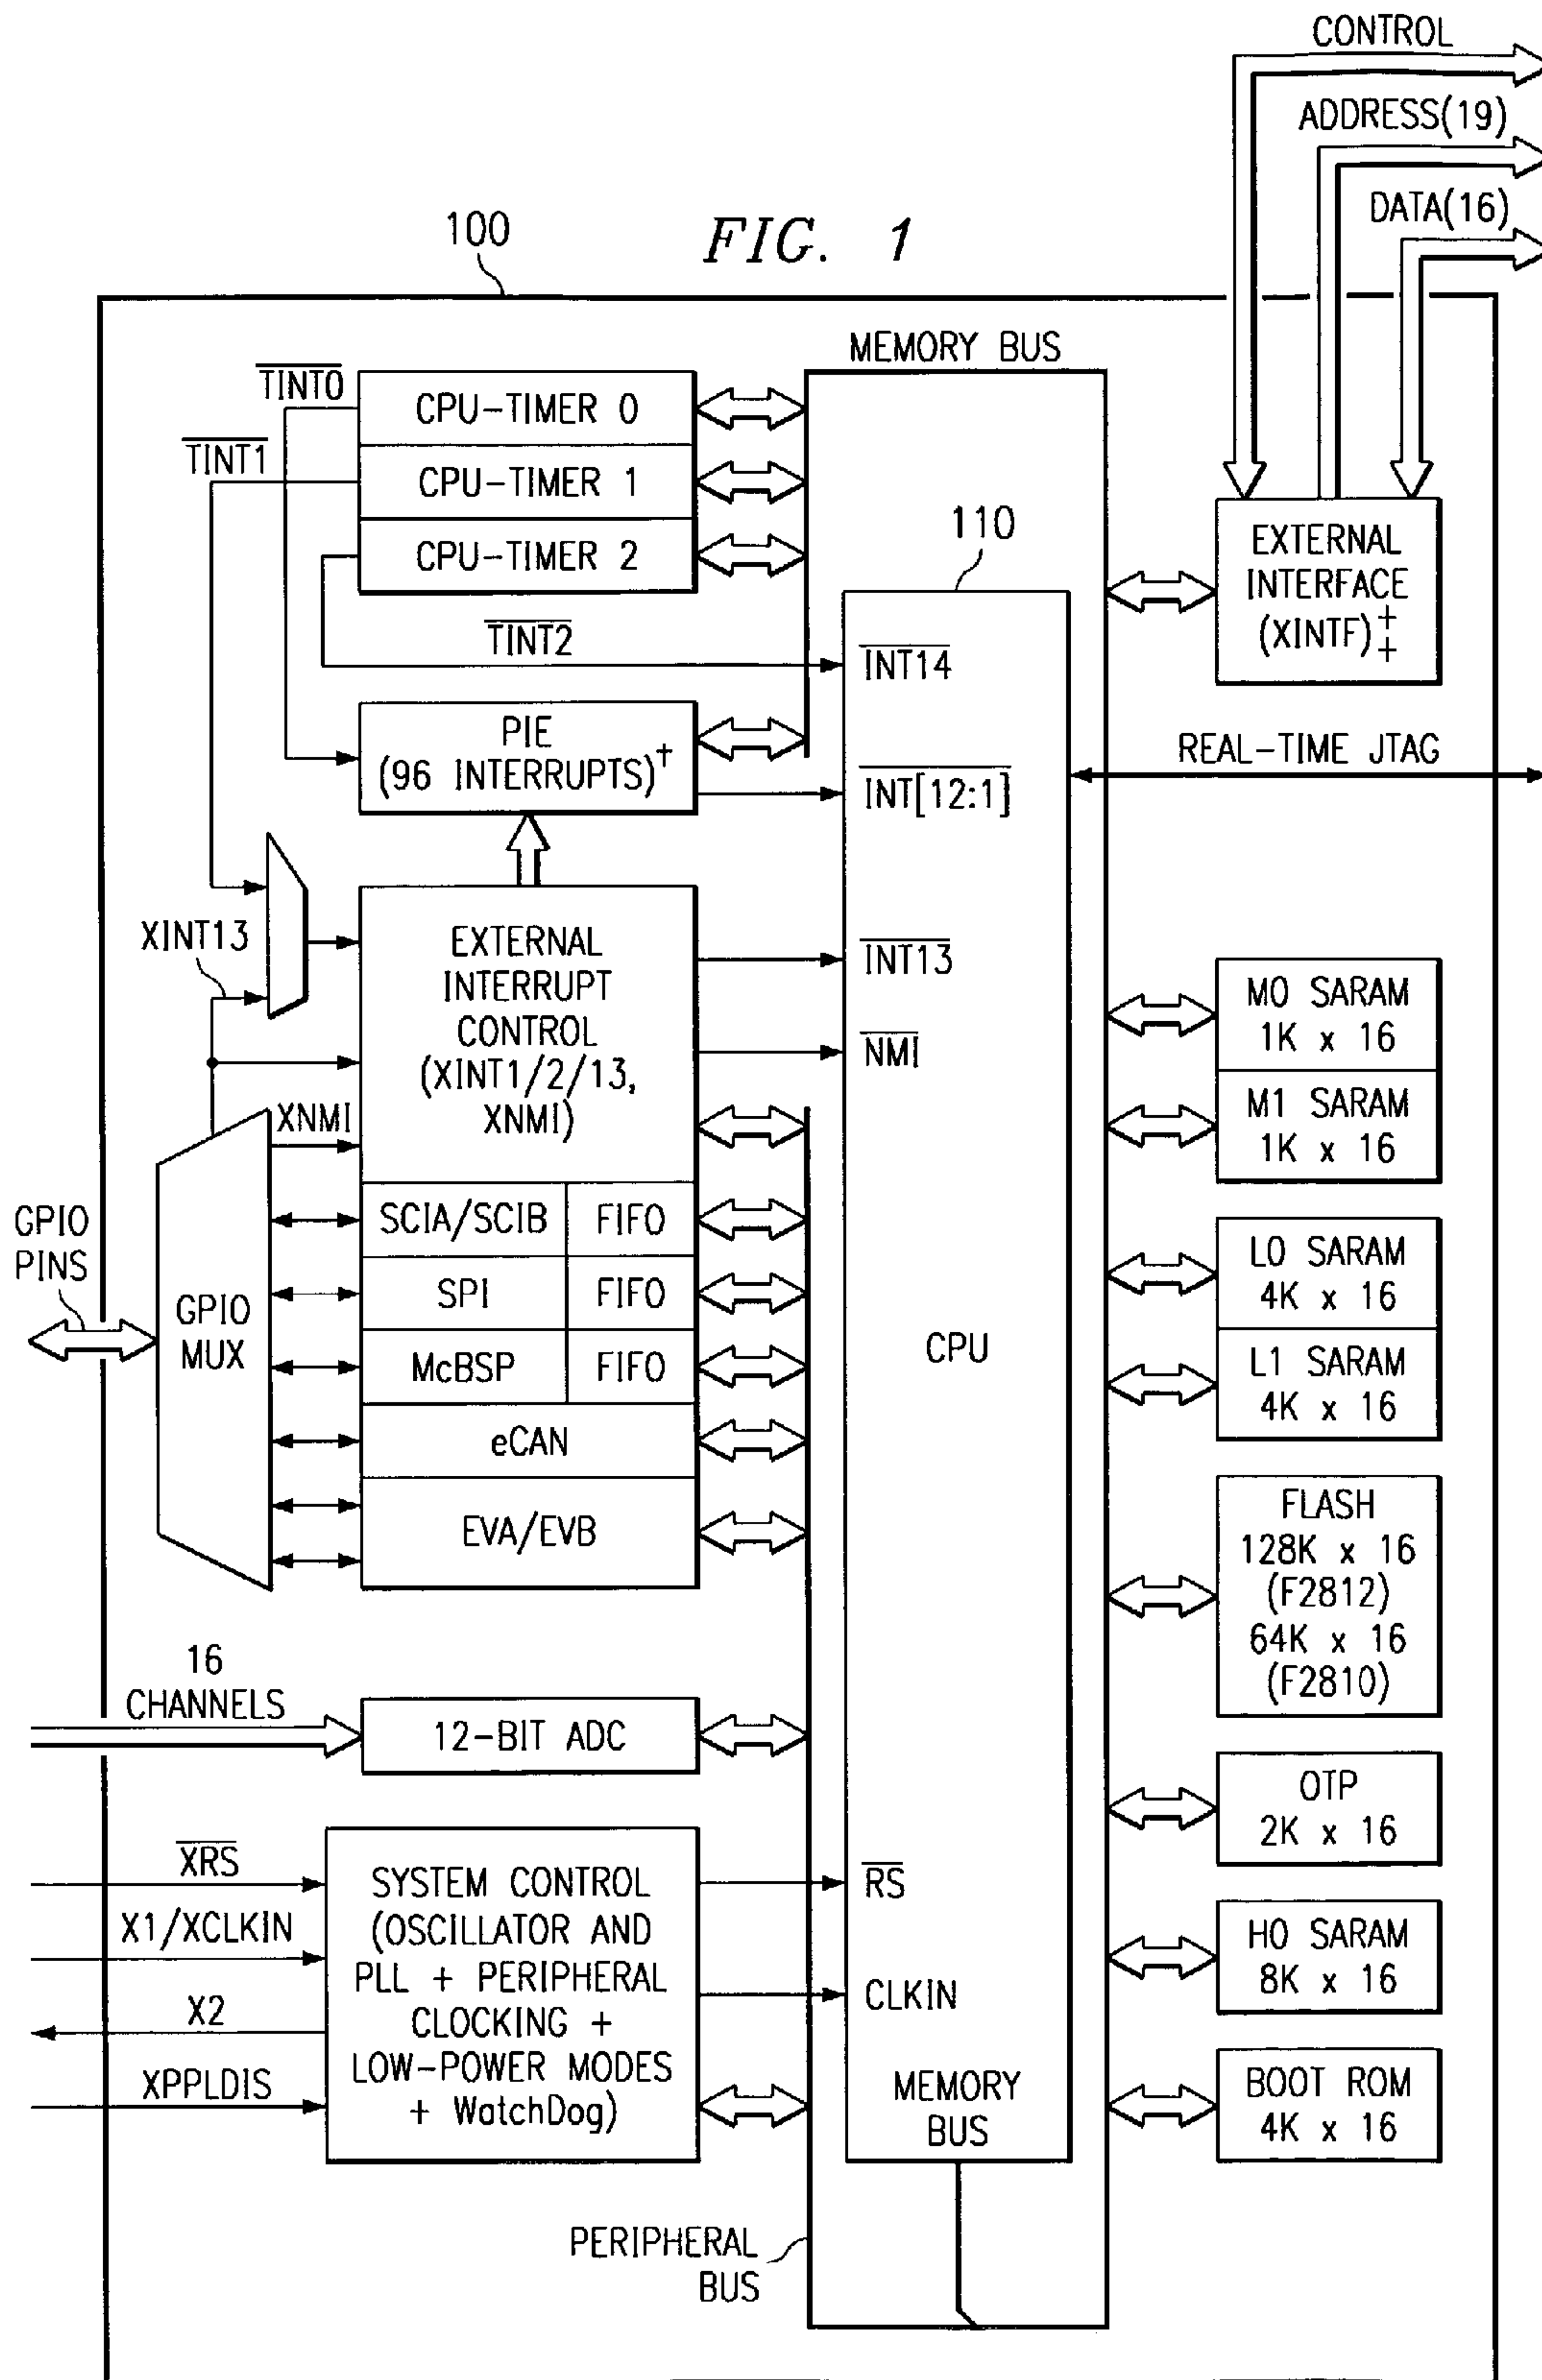 CONTROL
ADDRESS(19)
DATA(16)
100
FIG. 1
MEMORY BUS
TINT0
CPU-TIMER 0
TINT1
CPU-TIMER 1
CPU-TIMER 2
TINT2
110
EXTERNAL
INTERFACE
(XINTF)‡
INT14
PIE
(96 INTERRUPTS)†
INT[12:1]
REAL-TIME JTAG
XINT13
EXTERNAL
INTERRUPT
CONTROL
(XINT1/2/13,
XNMI)
INT13
NMI
XNMI
M0 SARAM
1K x 16
M1 SARAM
1K x 16
GPIO
PINS
GPIO
MUX
SCIA/SCIB
FIFO
SPI
FIFO
McBSP
FIFO
eCAN
EVA/EVB
CPU
L0 SARAM
4K x 16
L1 SARAM
4K x 16
FLASH
128K x 16
(F2812)
64K x 16
(F2810)
16
CHANNELS
12-BIT ADC
OTP
2K x 16
XRS
X1/XCLKIN
X2
XPPLDIS
SYSTEM CONTROL
(OSCILLATOR AND
PLL + PERIPHERAL
CLOCKING +
LOW-POWER MODES
+ WatchDog)
RS
CLKIN
MEMORY
BUS
H0 SARAM
8K x 16
BOOT ROM
4K x 16
PERIPHERAL
BUS